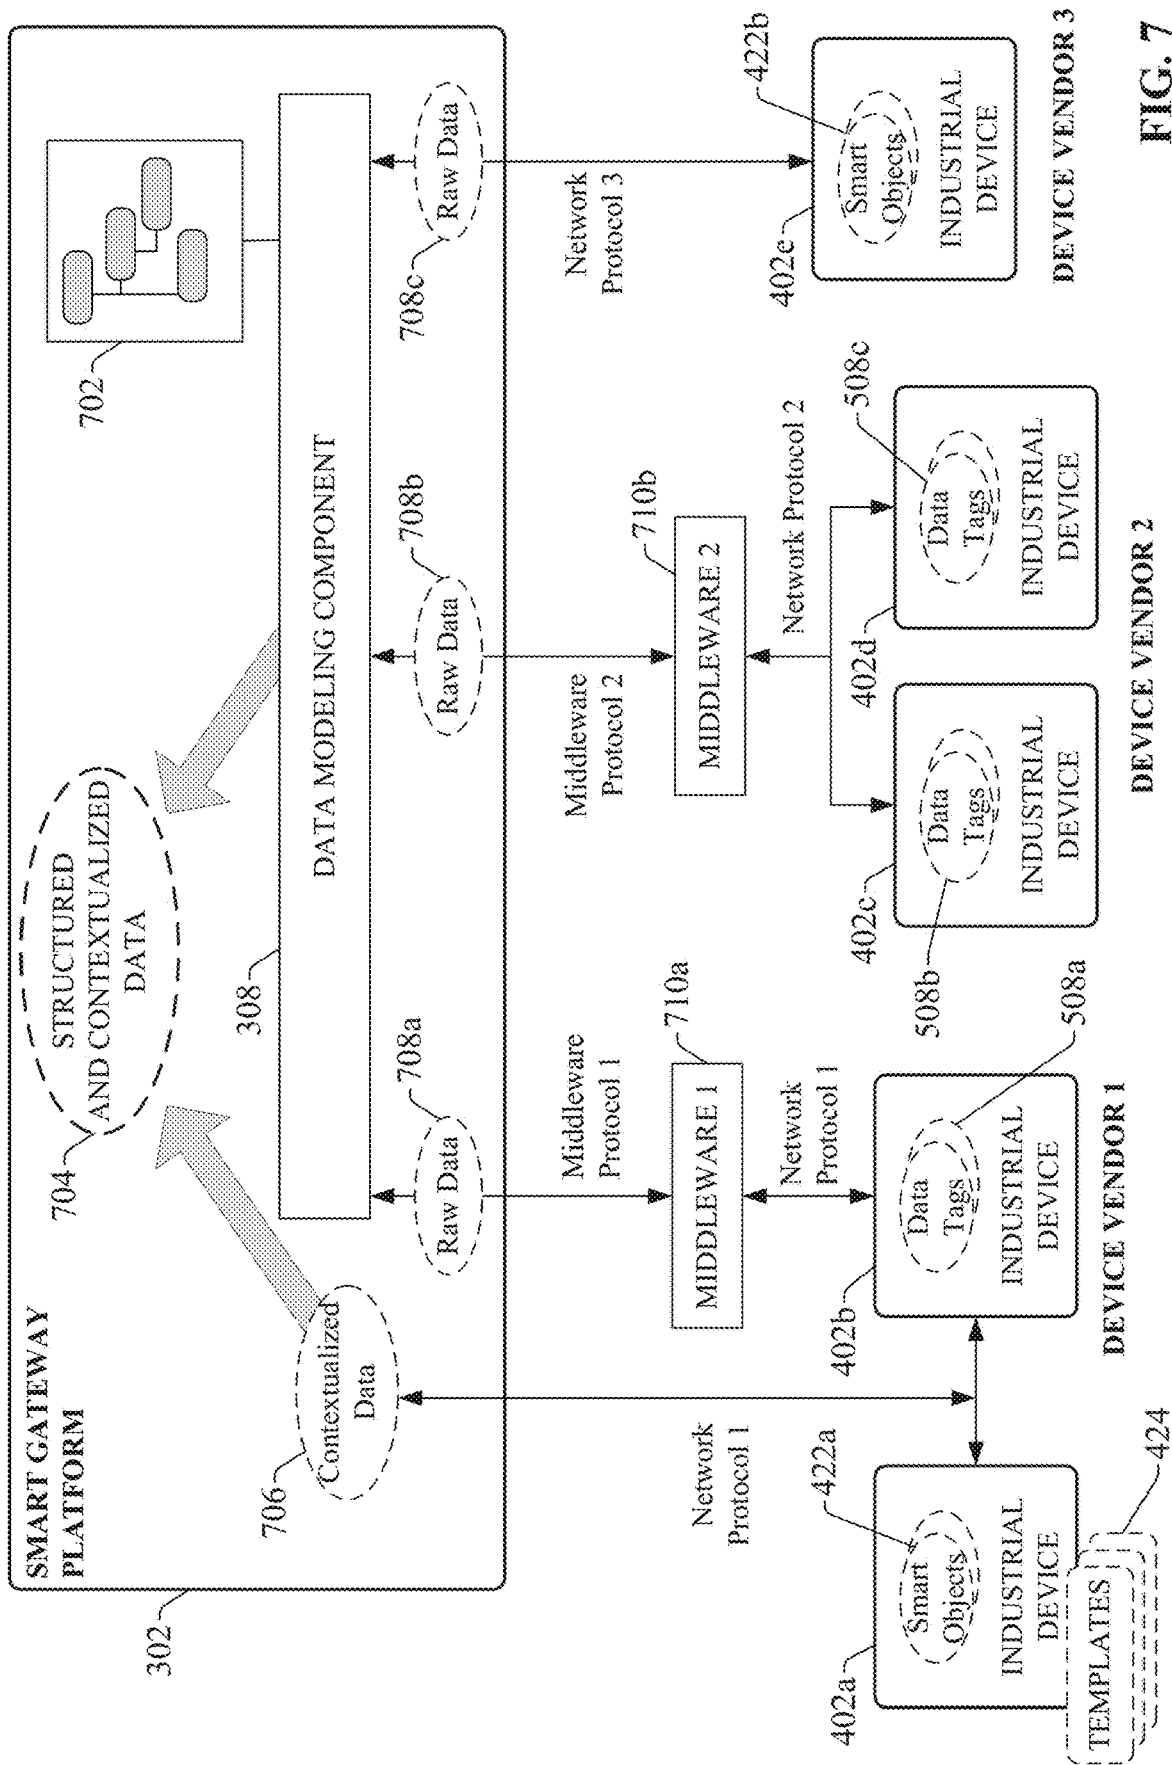 SMART GATEWAY
PLATFORM
302
704
STRUCTURED
AND CONTEXTUALIZED
DATA
702
706
Contextualized
Data
308
DATA MODELING COMPONENT
Raw Data
708a
Raw Data
708b
Raw Data
708c
Network
Protocol 1
Middleware
Protocol 1
Middleware
Protocol 2
Network
Protocol 3
710a
MIDDLEWARE 1
710b
MIDDLEWARE 2
Network
Protocol 1
Network Protocol 2
402a
422a
Smart
Objects
INDUSTRIAL
DEVICE
TEMPLATES
424
402b
Data
Tags
508a
INDUSTRIAL
DEVICE
DEVICE VENDOR 1
402c
508b
Data
Tags
INDUSTRIAL
DEVICE
402d
508c
Data
Tags
INDUSTRIAL
DEVICE
DEVICE VENDOR 2
402e
422b
Smart
Objects
INDUSTRIAL
DEVICE
DEVICE VENDOR 3
FIG. 7